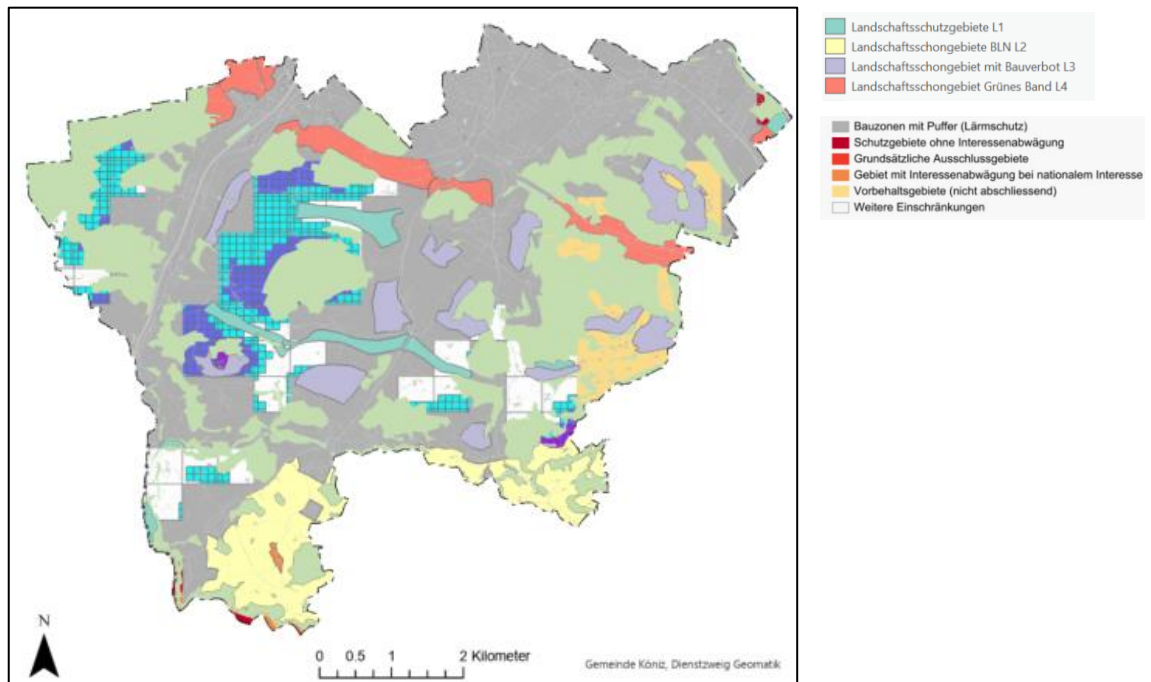 Landschaftsschutzgebiete L1
Landschaftsschongebiete BLN L2
Landschaftsschongebiet mit Bauverbot L3
Landschaftsschongebiet Grünes Band L4
Bauzonen mit Puffer (Lärmschutz)
Schutzgebiete ohne Interessenabwägung
Grundsätzliche Ausschlussgebiete
Gebiet mit Interessenabwägung bei nationalem Interesse
Vorbehaltsgebiete (nicht abschliessend)
Weitere Einschränkungen
N
0 0.5 1 2 Kilometer
Gemeinde Köniz, Dienstzweig Geomatik